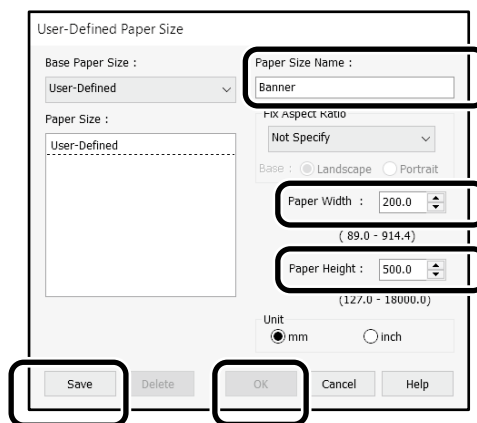 User-Defined Paper Size
Base Paper Size :
User-Defined
Paper Size :
User-Defined
Paper Size Name :
Banner
Fix Aspect Ratio
Not Specify
Base : Landscape Portrait
Paper Width : 200.0
( 89.0 - 914.4)
Paper Height : 500.0
(127.0 - 18000.0)
Unit
mm inch
Save Delete OK Cancel Help